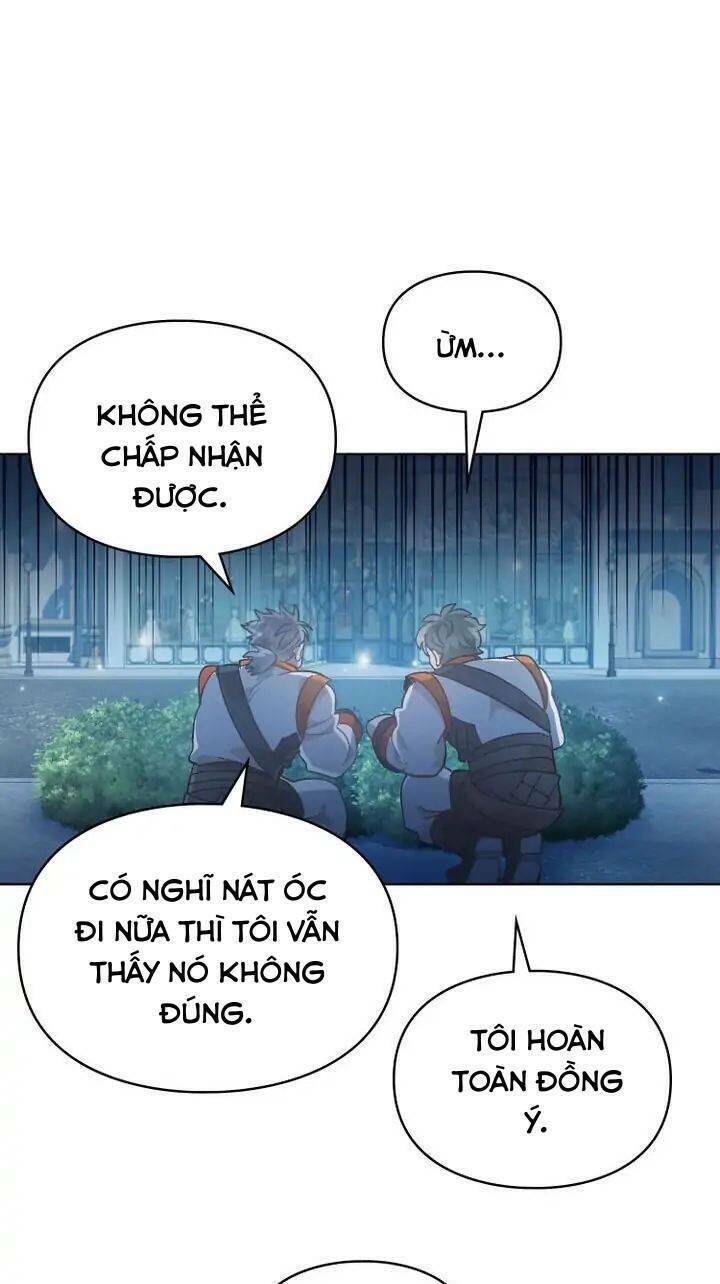 KHÔNG THỂ
CHẤP NHẬN
ĐƯỢC.
ỪM...
CÓ NGHĨ NÁT ÓC
ĐI NỮA THÌ TÔI VẪN
THẤY NÓ KHÔNG
ĐÚNG.
TÔI HOÀN
TOÀN ĐỒNG
Ý.